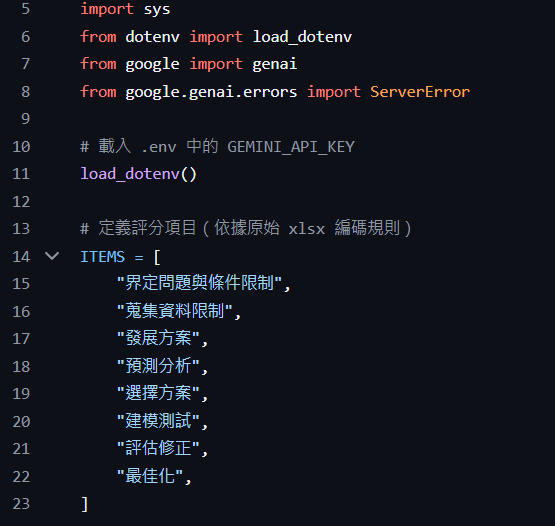 5 import sys
6 from dotenv import load_dotenv
7 from google import genai
8 from google.genai.errors import ServerError
9
10 # 載入 .env 中的 GEMINI_API_KEY
11 load_dotenv()
12
13 # 定義評分項目（依據原始 xlsx 編碼規則）
14 ITEMS = [
15 "界定問題與條件限制",
16 "蒐集資料限制",
17 "發展方案",
18 "預測分析",
19 "選擇方案",
20 "建模測試",
21 "評估修正",
22 "最佳化",
23 ]